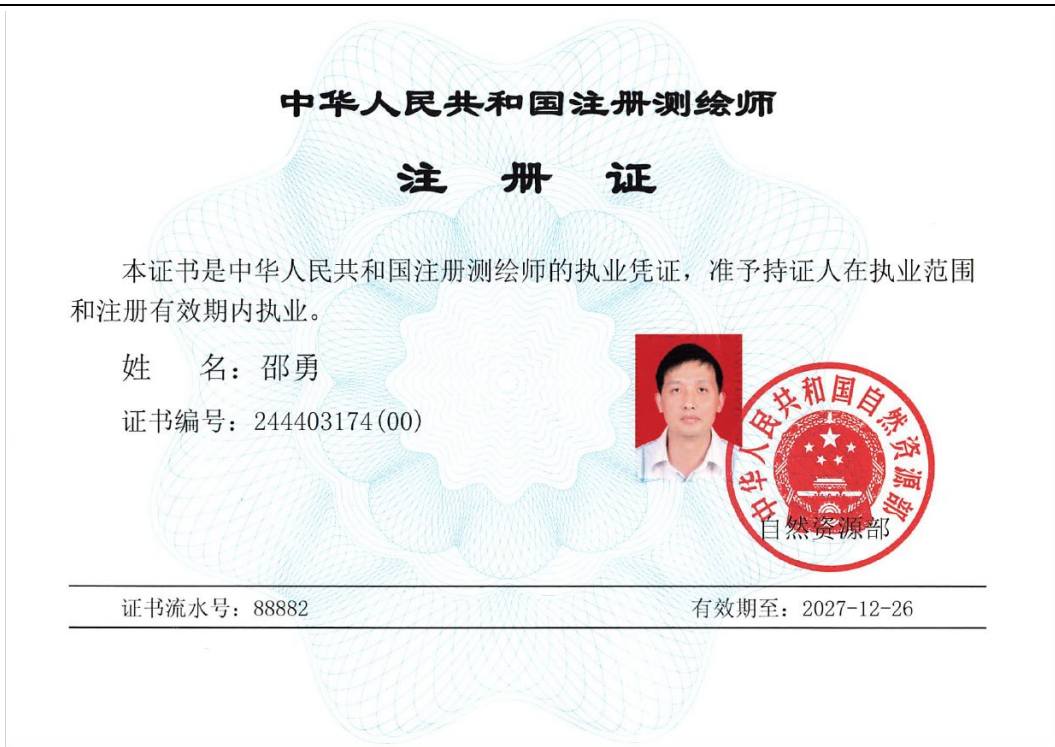 中华人民共和国注册测绘师
注 册 证
本证书是中华人民共和国注册测绘师的执业凭证，准予持证人在执业范围
和注册有效期内执业。
姓 名：邵勇
证书编号：244403174(00)
中华人民共和国自然资源部
自然资源部
证书流水号：88882
有效期至：2027-12-26